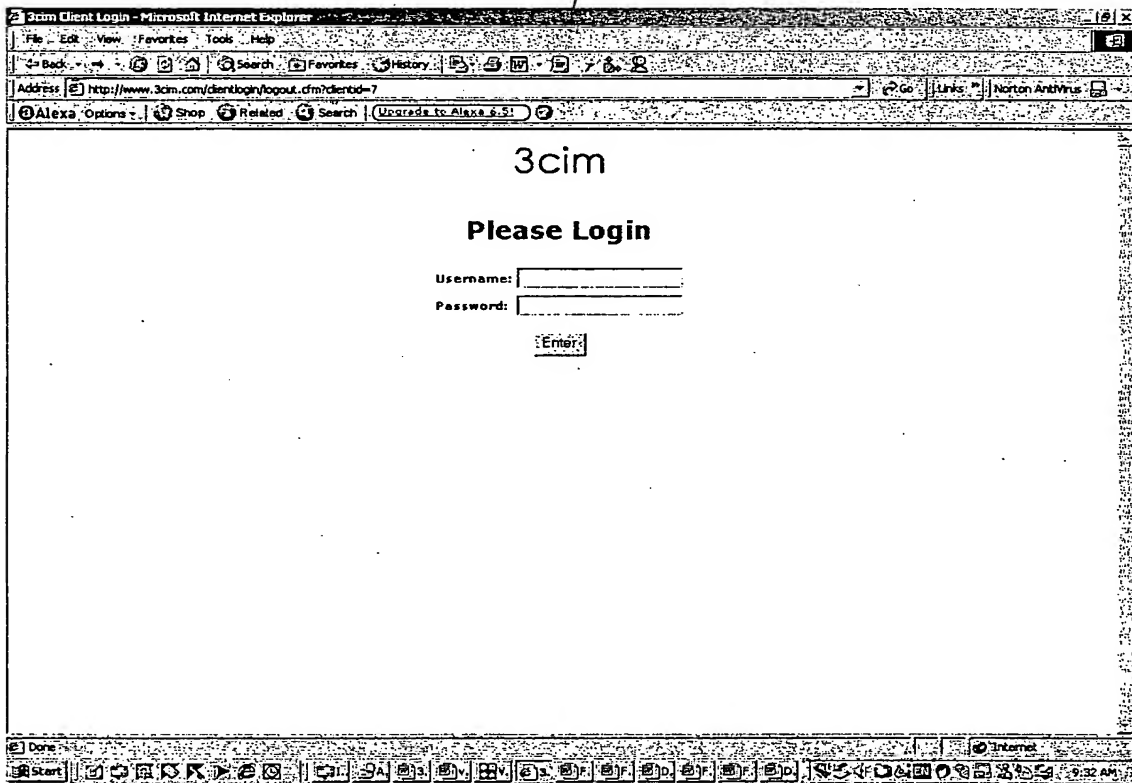 3cim Client Login - Microsoft Internet Explorer
File Edit View Favorites Tools Help
Back Search Favorites History
Address http://www.3cim.com/clientlogin/logout.cfm?clientid=7 Go Links » Norton AntiVirus
Alexa Options Shop Related Search Upgrade to Alexa 6.5!
3cim
Please Login
Username:
Password:
Enter
Done Internet
Start 9:32 AM